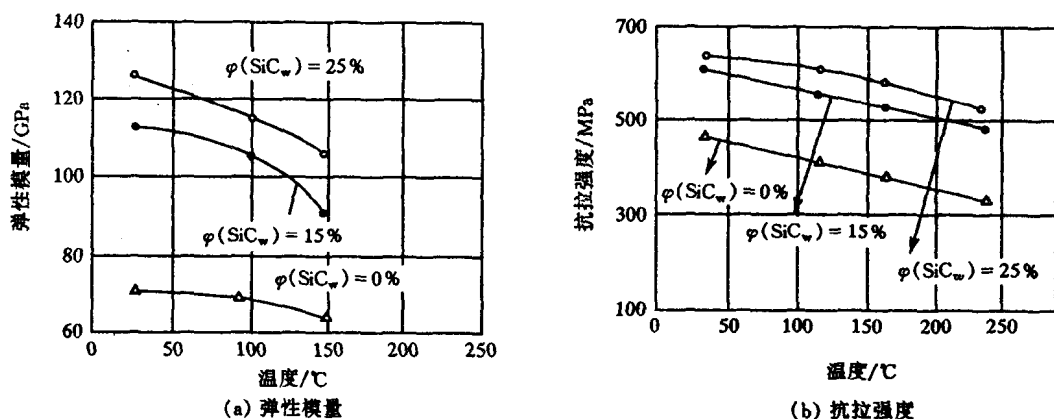 140
120
100
80
60
弹性模量/GPa
φ(SiCw)=25%
φ(SiCw)=15%
φ(SiCw)=0%
0 50 100 150 200 250
温度/℃
(a) 弹性模量
700
500
300
100
抗拉强度/MPa
φ(SiCw)=0%
φ(SiCw)=15%
φ(SiCw)=25%
0 50 100 150 200 250
温度/℃
(b) 抗拉强度